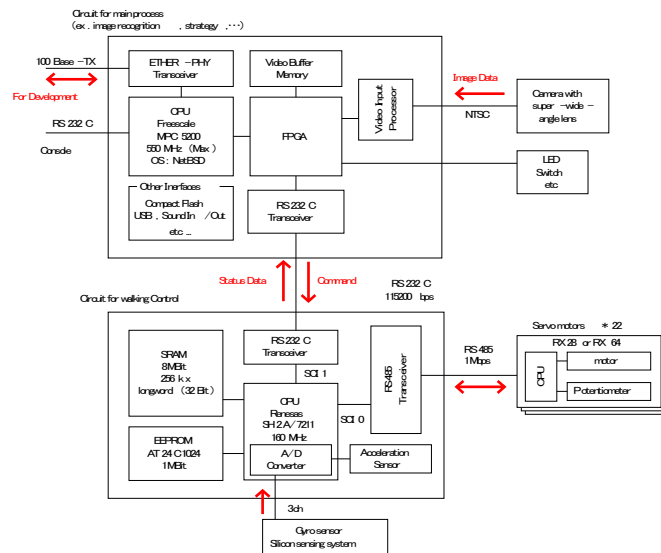 Circuit for main process
(ex. image recognition , strategy , …)
100 Base -TX
For Development
RS 232 C
Console
ETHER -PHY
Transceiver
Video Buffer
Memory
CPU
Freescale
MPC 5200
550 MHz (Max)
OS : NetBSD
FPGA
Video Input
Processor
Image Data
NTSC
Camera with
super -wide -
angle lens
LED
Switch
etc
Other Inerfaces
Compact Flash
USB , Sound In /Out
etc ...
RS 232 C
Transceiver
Status Data
Command
RS 232 C
115200 bps
Circuit for walking Control
SRAM
8MBit
256 k x
longword (32 Bit)
RS 232 C
Transceiver
SCI 1
CPU
Renesas
SH 2 A / 7211
160 MHz
A/D
Converter
SCI 0
RS 485
Transceiver
EEPROM
AT 24 C1024
1MBit
Acceleration
Sensor
RS 485
1Mbps
Servo motors * 22
RX 28 or RX 64
CPU
motor
Potentiometer
3ch
Gyro sensor
Silicon sensing system